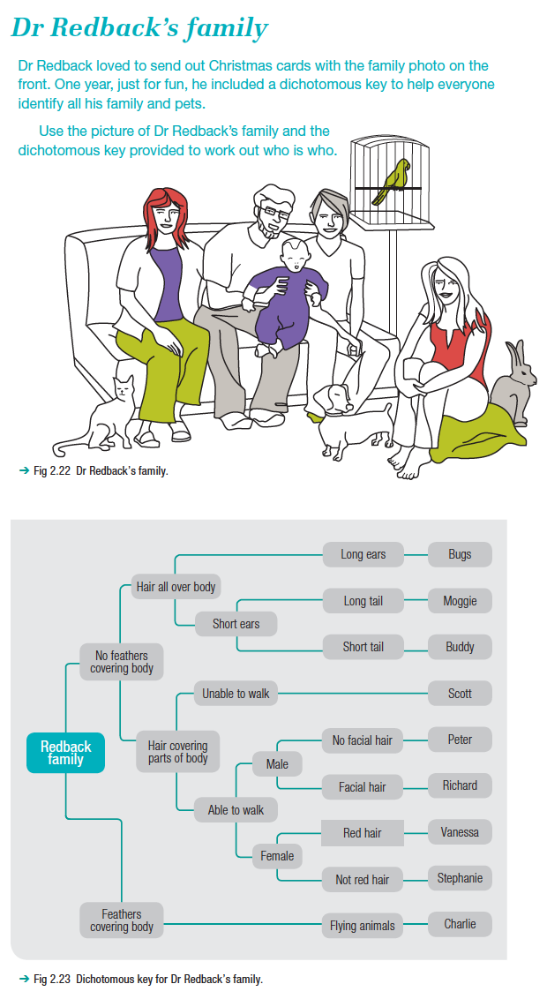 Dr Redback's family
Dr Redback loved to send out Christmas cards with the family photo on the
front. One year, just for fun, he included a dichotomous key to help everyone
identify all his family and pets.
Use the picture of Dr Redback's family and the
dichotomous key provided to work out who is who.
→ Fig 2.22 Dr Redback's family.
Long ears
Bugs
Hair all over body
Long tail
Moggie
Short ears
Short tail
Buddy
No feathers
covering body
Unable to walk
Scott
Redback
family
Hair covering
parts of body
No facial hair
Peter
Male
Facial hair
Richard
Able to walk
Red hair
Vanessa
Female
Not red hair
Stephanie
Feathers
covering body
Flying animals
Charlie
→ Fig 2.23 Dichotomous key for Dr Redback's family.